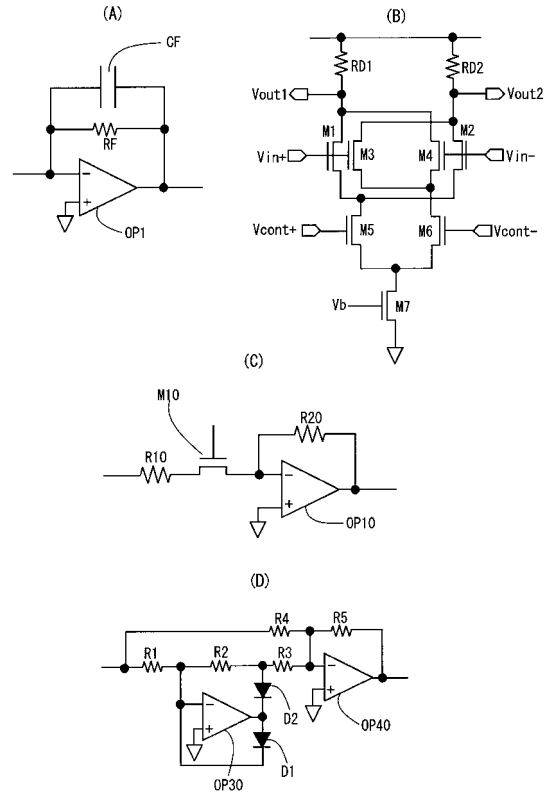 (A)
CF
RF
OP1
(B)
RD1
RD2
Vout1
Vout2
M1
M2
Vin+
M3
M4
Vin-
Vcont+
M5
M6
Vcont-
Vb
M7
(C)
M10
R10
R20
OP10
(D)
R4
R5
R1
R2
R3
D2
OP40
D1
OP30